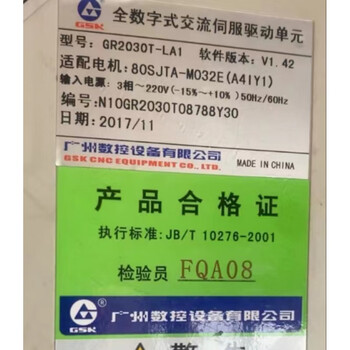 GSK
全数字式交流伺服驱动单元
型号: GR2030T-LA1 软件版本: V1.42
适配电机: 80SJTA-M032E(A4I Y1)
输入电源: 3相~220V(-15%~+10%) 50Hz/60Hz
编号: N10GR2030T08788Y30
日期: 2017/11
广州数控设备有限公司
GSK CNC EQUIPMENT CO., LTD.
MADE IN CHINA
产品合格证
执行标准: JB/T 10276-2001
检验员 FQA08
GSK 广州数控设备有限公司